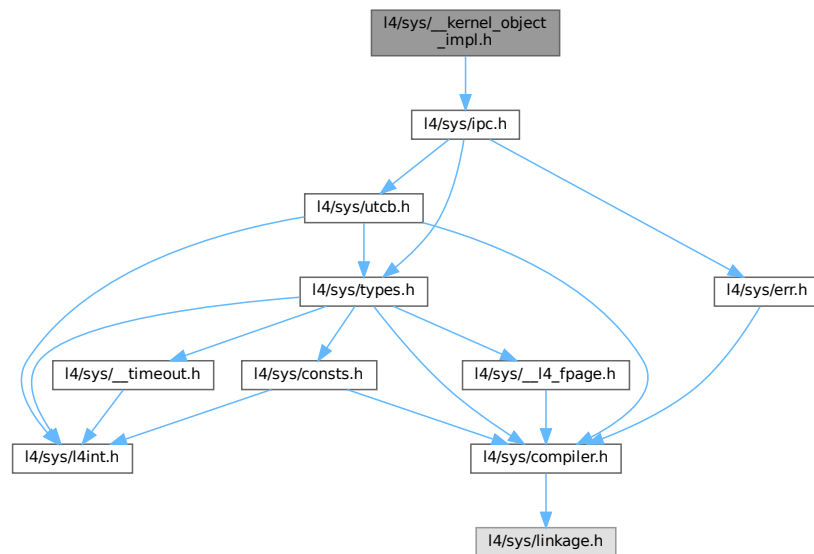 l4/sys/__kernel_object
_impl.h
l4/sys/ipc.h
l4/sys/utcb.h
l4/sys/types.h
l4/sys/err.h
l4/sys/__timeout.h
l4/sys/consts.h
l4/sys/__l4_fpage.h
l4/sys/l4int.h
l4/sys/compiler.h
l4/sys/linkage.h